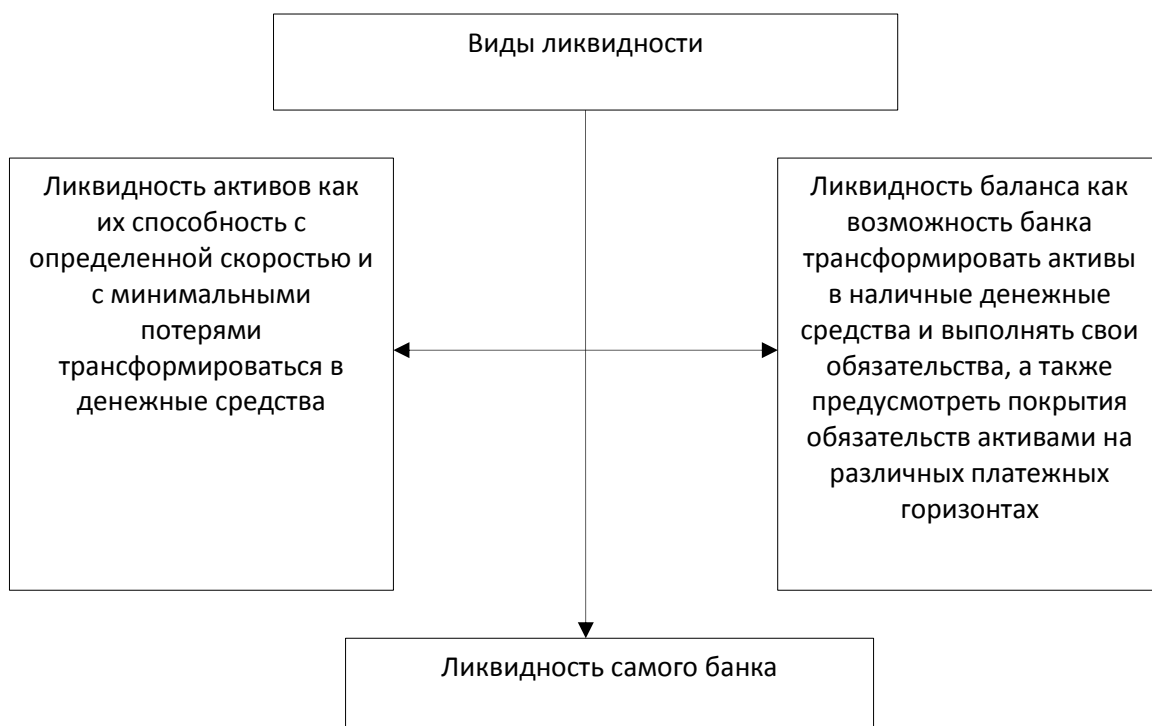 Виды ликвидности
Ликвидность активов как
их способность с
определенной скоростью и
с минимальными
потерями
трансформироваться в
денежные средства
Ликвидность баланса как
возможность банка
трансформировать активы
в наличные денежные
средства и выполнять свои
обязательства, а также
предусмотреть покрытия
обязательств активами на
различных платежных
горизонтах
Ликвидность самого банка